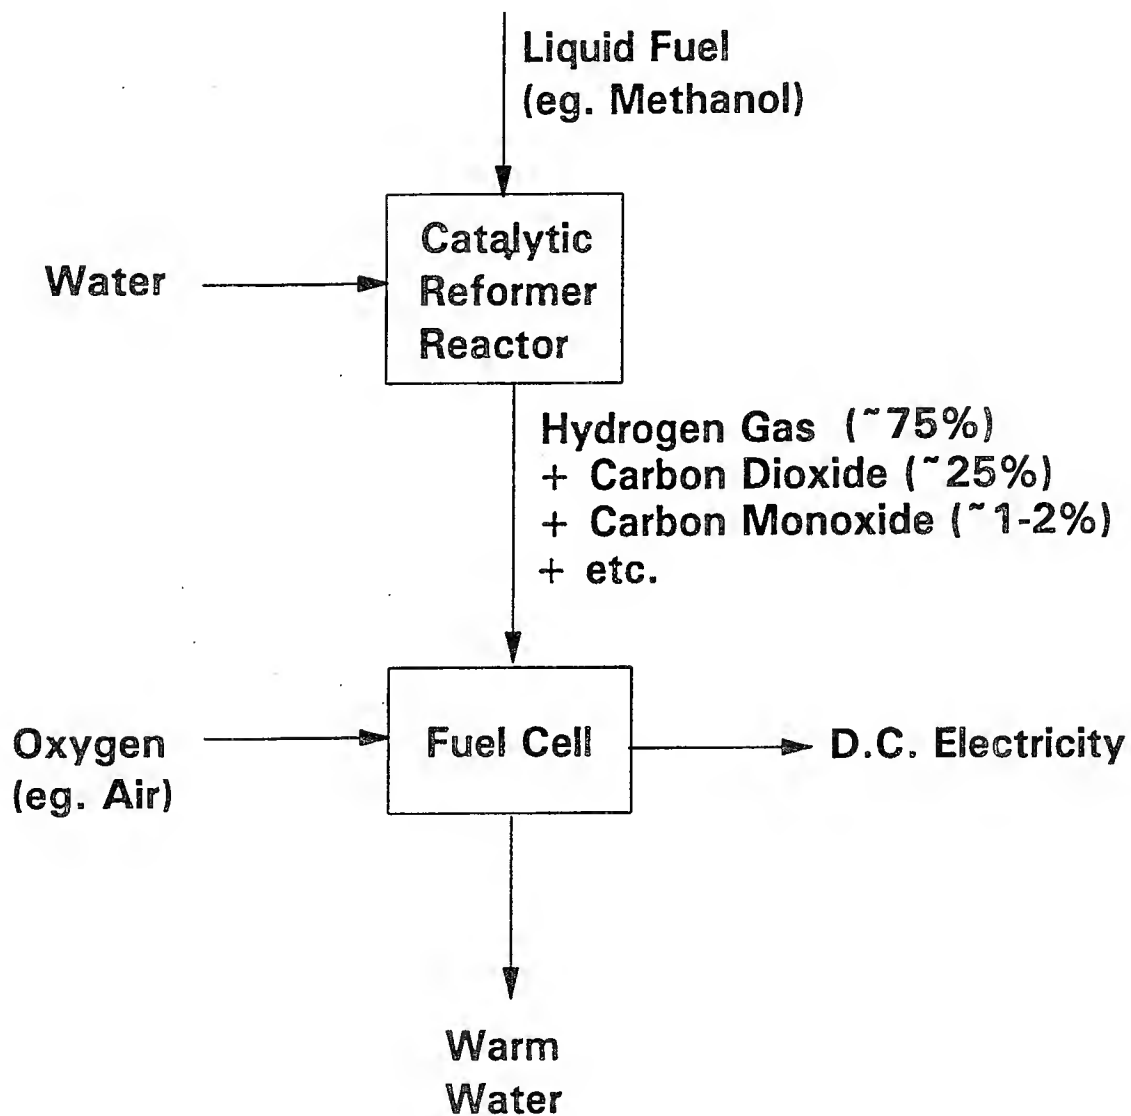 Liquid Fuel
(eg. Methanol)
Water
Catalytic
Reformer
Reactor
Hydrogen Gas (~75%)
+ Carbon Dioxide (~25%)
+ Carbon Monoxide (~1-2%)
+ etc.
Oxygen
(eg. Air)
Fuel Cell
D.C. Electricity
Warm
Water